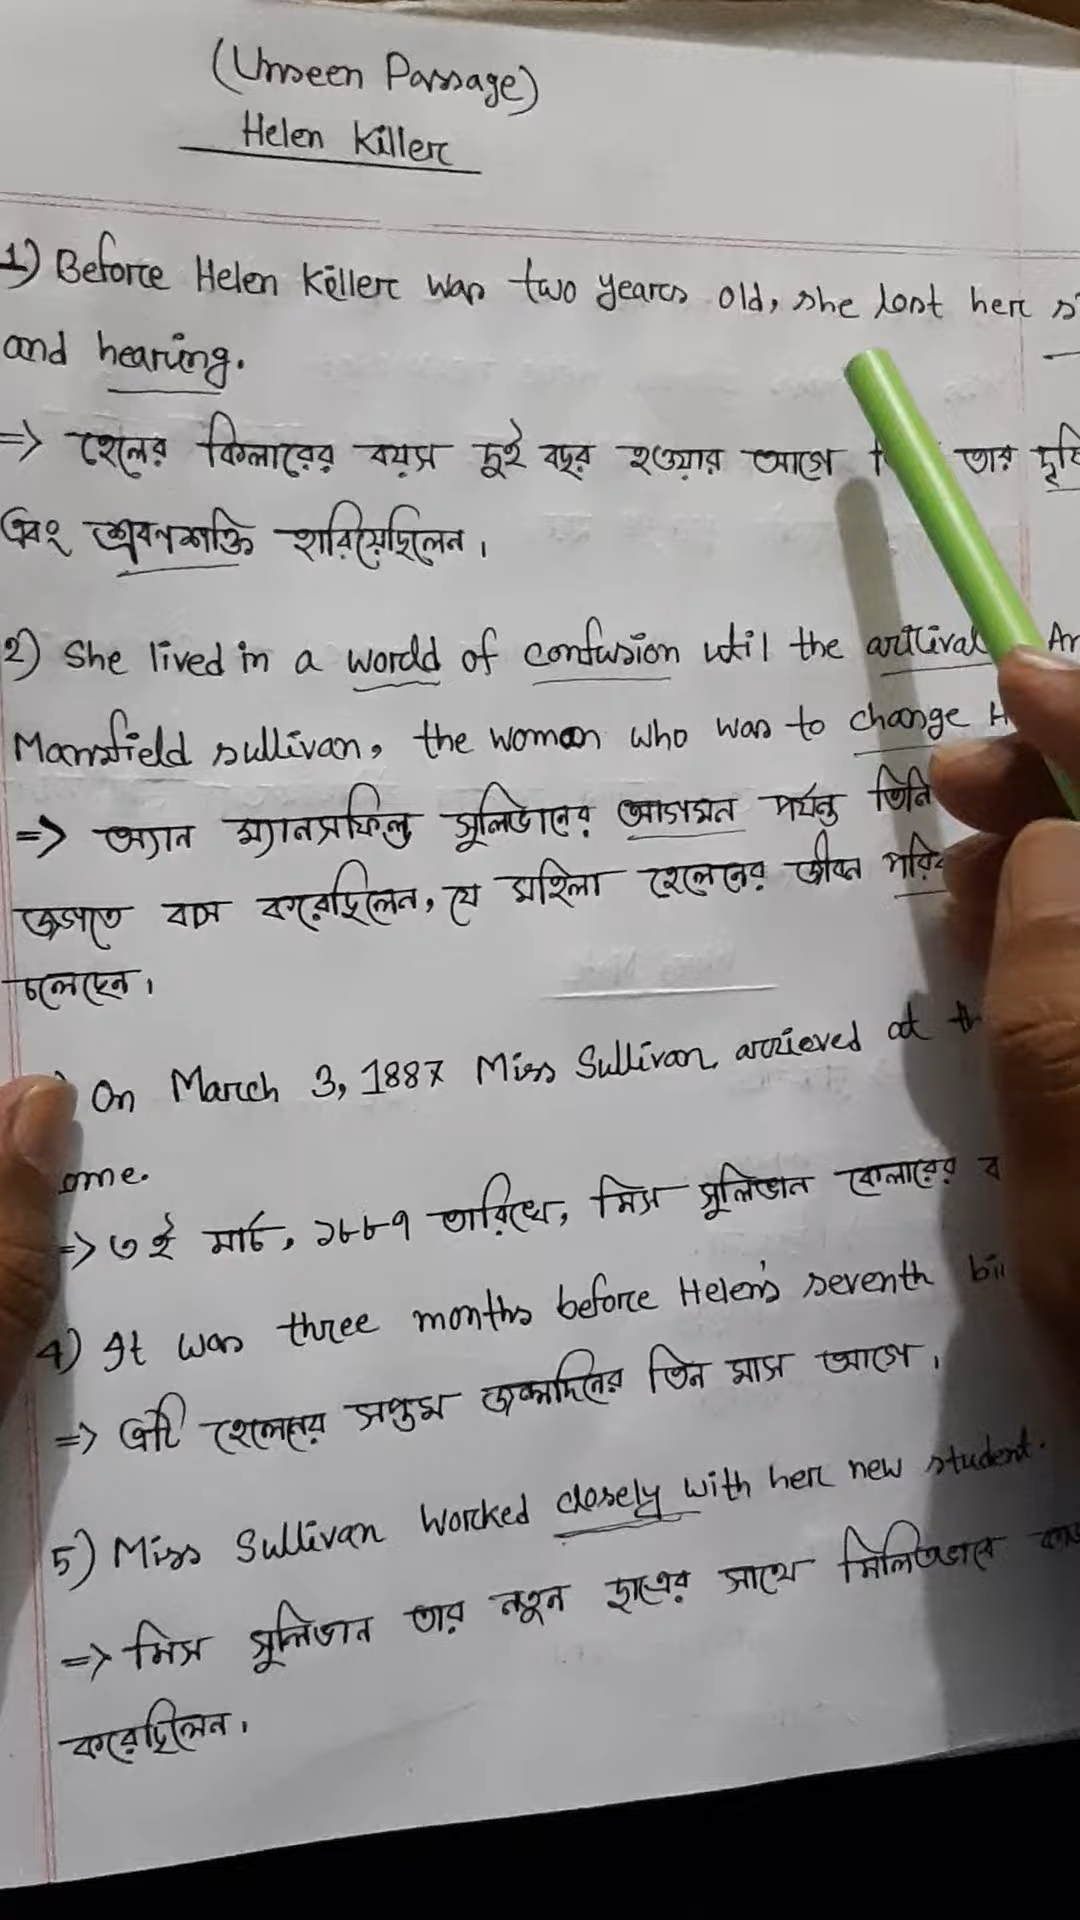 (Unseen Passage)
Helen Killer
1) Before Helen Keller was two years old, she lost her
and hearing.
=> হেলের কিলারের বয়স দুই বছর হওয়ার আগে তার
এবং শ্রবণশক্তি হারিয়েছিলেন।
2) She lived in a world of confusion util the arrival
Mansfield sullivan, the woman who was to change
=> অ্যান ম্যানসফিল্ড সুলিভানের আগমন পর্যন্ত তিনি
জগতে বাস করেছিলেন, যে মহিলা হেলেনের জীবন
চলেছেন।
On March 3, 1887 Miss Sullivan arrieved at
ome.
=> ৩ই মার্চ, ১৮৮৭ তারিখে, মিস সুলিভান কেলারের
4) It was three months before Helen's seventh
=> এটি হেলেনের সপ্তম জন্মদিনের তিন মাস আগে।
5) Miss Sullivan worked closely with her new student.
=> মিস সুলিভান তার নতুন ছাত্রের সাথে মিলিতভাবে
করেছিলেন।